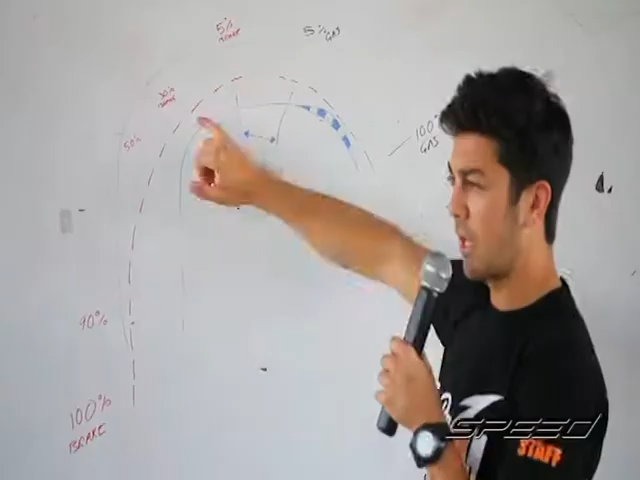 5%
BRAKE
5% GAS
30%
BRAKE
50%
100%
GAS
90%
100%
BRAKE
SPEED
STAFF